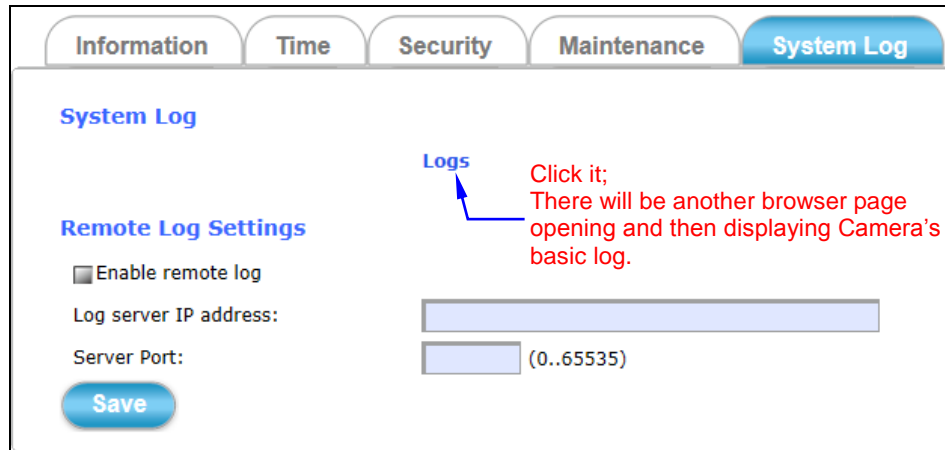 Information Time Security Maintenance System Log
System Log
Logs
Click it;
There will be another browser page
opening and then displaying Camera’s
basic log.
Remote Log Settings
Enable remote log
Log server IP address:
Server Port: (0..65535)
Save